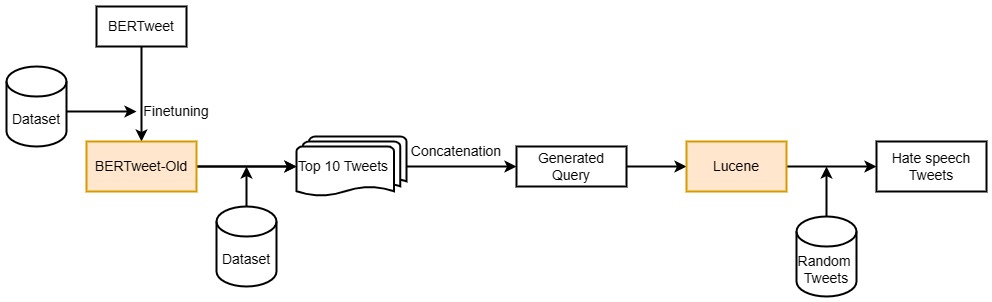 BERTweet
Dataset
Finetuning
BERTweet-Old
Dataset
Top 10 Tweets
Concatenation
Generated
Query
Lucene
Random
Tweets
Hate speech
Tweets